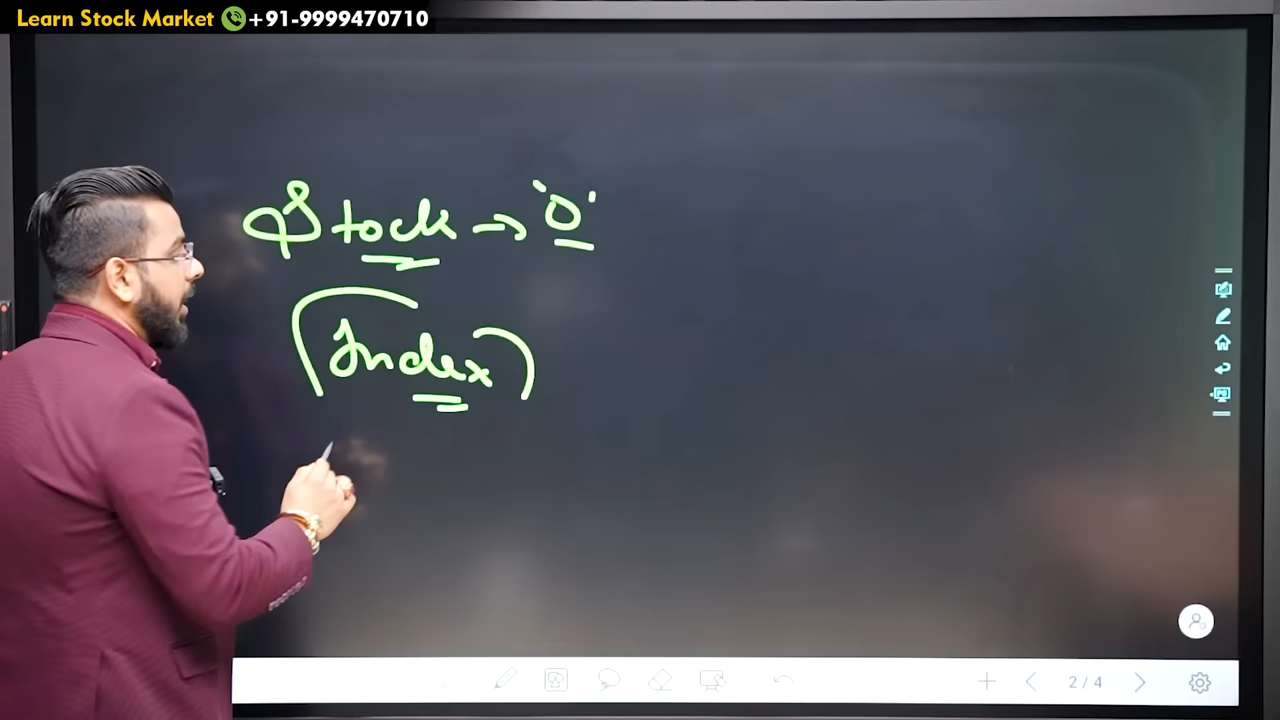 Learn Stock Market +91-9999470710
Stock → '0'
(Index)
2/4